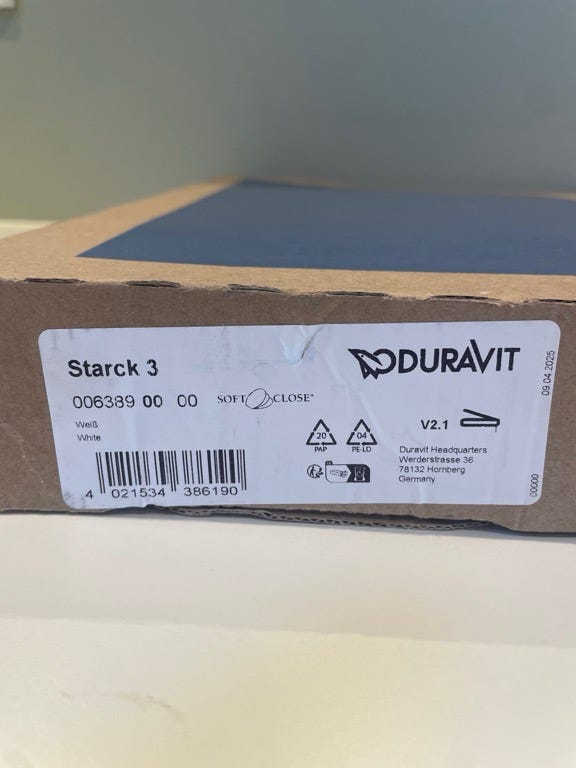 Starck 3
DURAVIT
006389 00 00
SOFT CLOSE™
Weiß
White
4 021534 386190
20
PAP
04
PE-LD
V2.1
Duravit Headquarters
Werderstrasse 36
78132 Hornberg
Germany
09.04.2025
00000